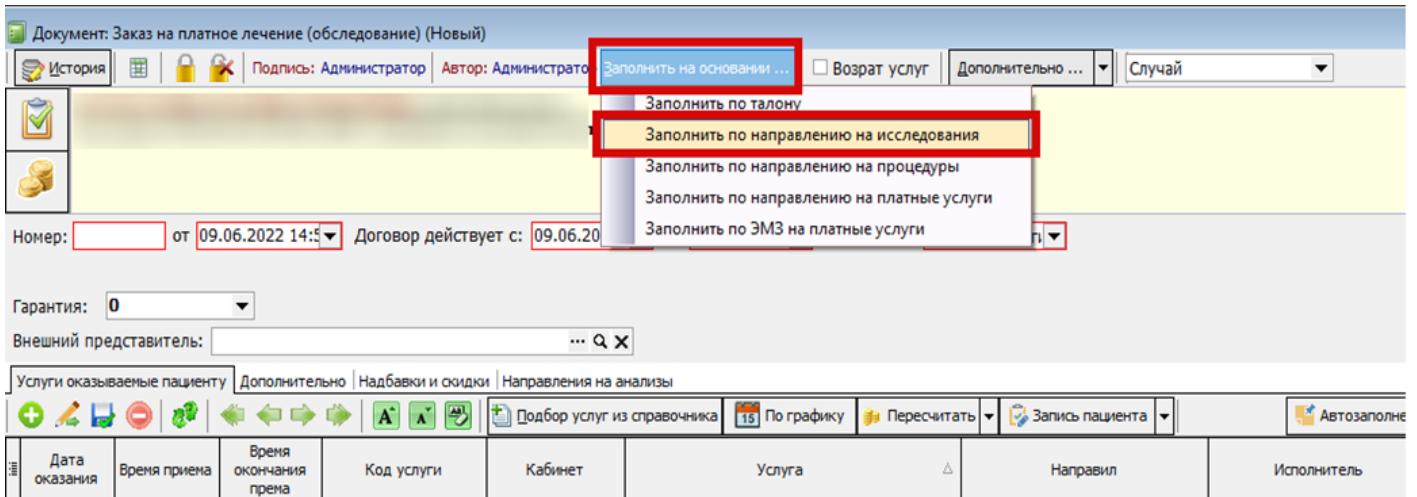 Документ: Заказ на платное лечение (обследование) (Новый)
История Подпись: Администратор Автор: Администрато Заполнить на основании ... Возрат услуг Дополнительно ... Случай
Заполнить по талону
Заполнить по направлению на исследования
Заполнить по направлению на процедуры
Заполнить по направлению на платные услуги
Заполнить по ЭМЗ на платные услуги
Номер: от 09.06.2022 14:5 Договор действует с: 09.06.20
Гарантия: 0
Внешний представитель:
Услуги оказываемые пациенту Дополнительно Надбавки и скидки Направления на анализы
Подбор услуг из справочника 15 По графику Пересчитать Запись пациента Автозаполне
Дата оказания Время приема Время окончания према Код услуги Кабинет Услуга Направил Исполнитель